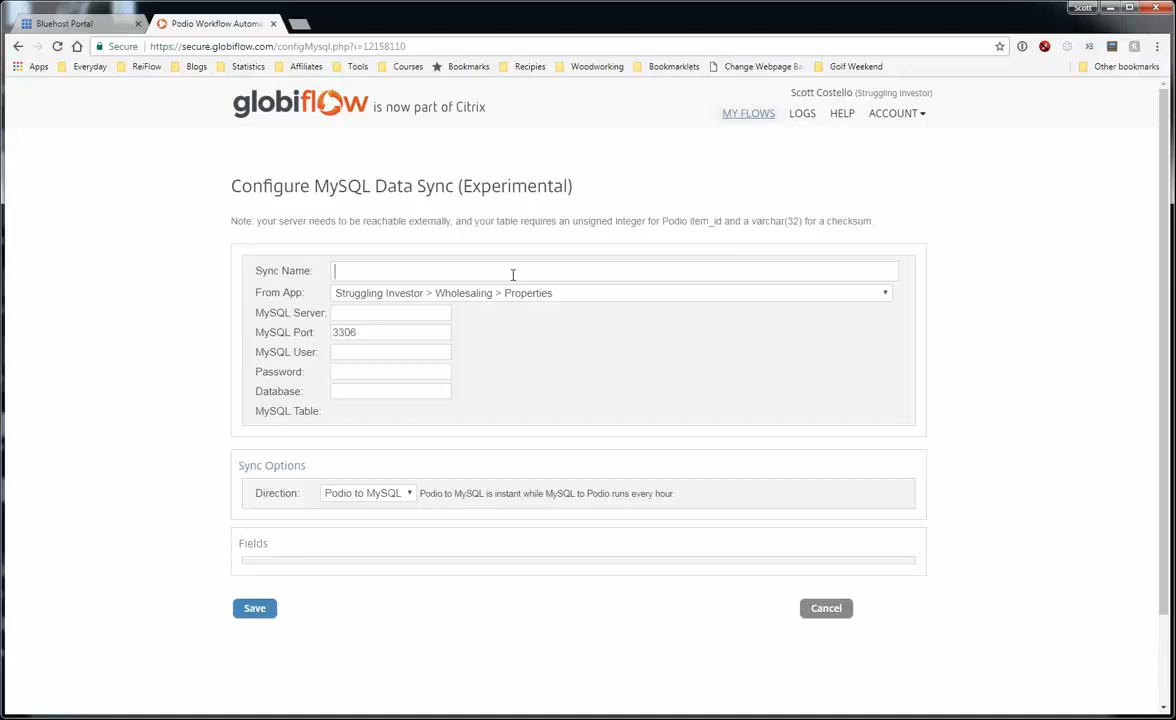 Scott
Bluehost Portal
Podio Workflow Automa
Secure
https://secure.globiflow.com/configMysql.php?i=12158110
Apps Everyday ReiFlow Blogs Statistics Affiliates Tools Courses Bookmarks Recipies Woodworking Bookmarklets Change Webpage Ba Golf Weekend Other bookmarks
Scott Costello (Struggling Investor)
globiflow is now part of Citrix
MY FLOWS LOGS HELP ACCOUNT
Configure MySQL Data Sync (Experimental)
Note: your server needs to be reachable externally, and your table requires an unsigned integer for Podio item_id and a varchar(32) for a checksum.
Sync Name:
From App: Struggling Investor > Wholesaling > Properties
MySQL Server:
MySQL Port: 3306
MySQL User:
Password:
Database:
MySQL Table:
Sync Options
Direction: Podio to MySQL Podio to MySQL is instant while MySQL to Podio runs every hour.
Fields
Save Cancel